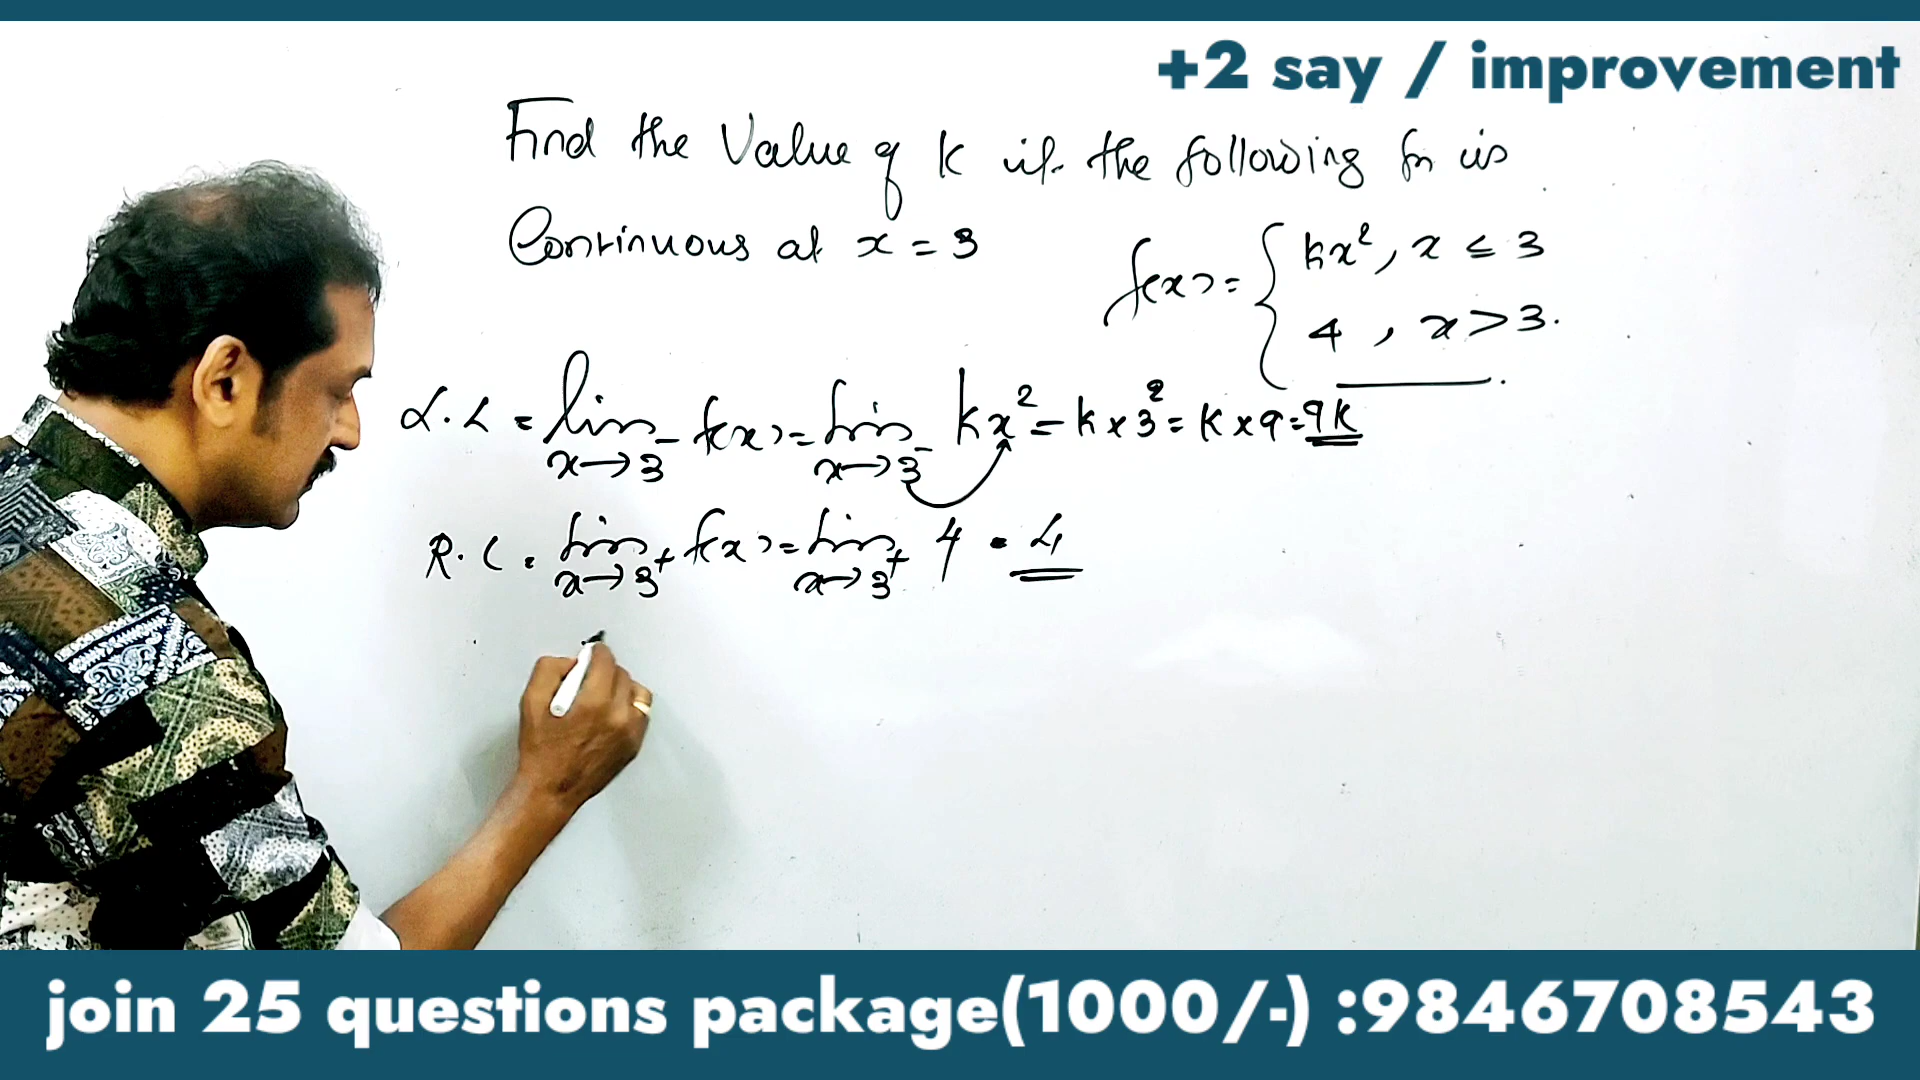 +2 say / improvement
Find the Value of K if the following fn is
Continuous at x = 3
f(x) = { kx², x ≤ 3
4, x > 3.
L.L = lim x→3⁻ f(x) = lim x→3⁻ kx² = k × 3² = k × 9 = 9k
R.L = lim x→3⁺ f(x) = lim x→3⁺ 4 = 4
join 25 questions package(1000/-) :9846708543